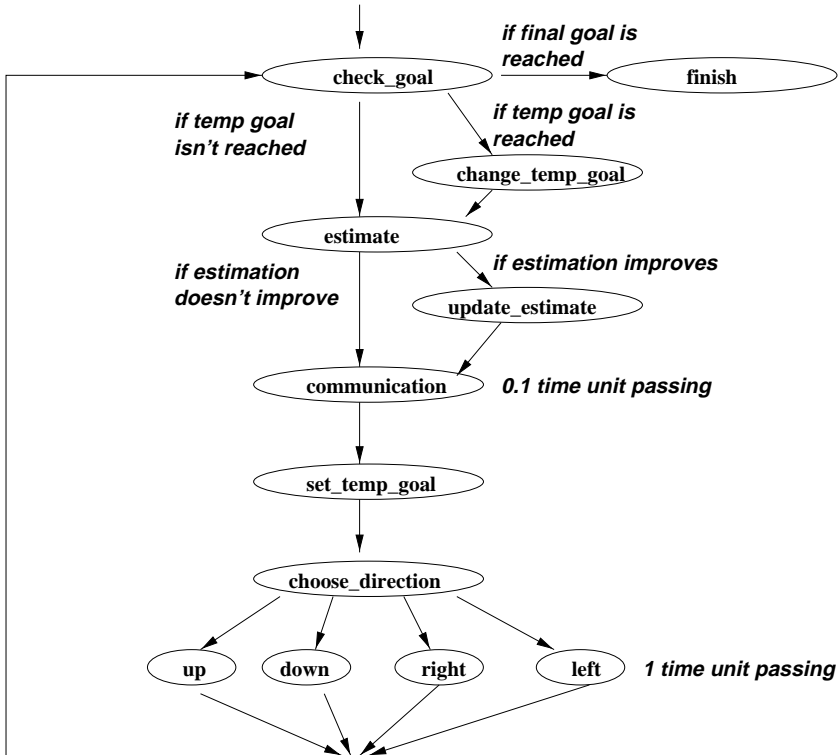 if final goal is
reached
check_goal
finish
if temp goal
isn't reached
if temp goal is
reached
change_temp_goal
estimate
if estimation
doesn't improve
if estimation improves
update_estimate
communication
0.1 time unit passing
set_temp_goal
choose_direction
up
down
right
left
1 time unit passing